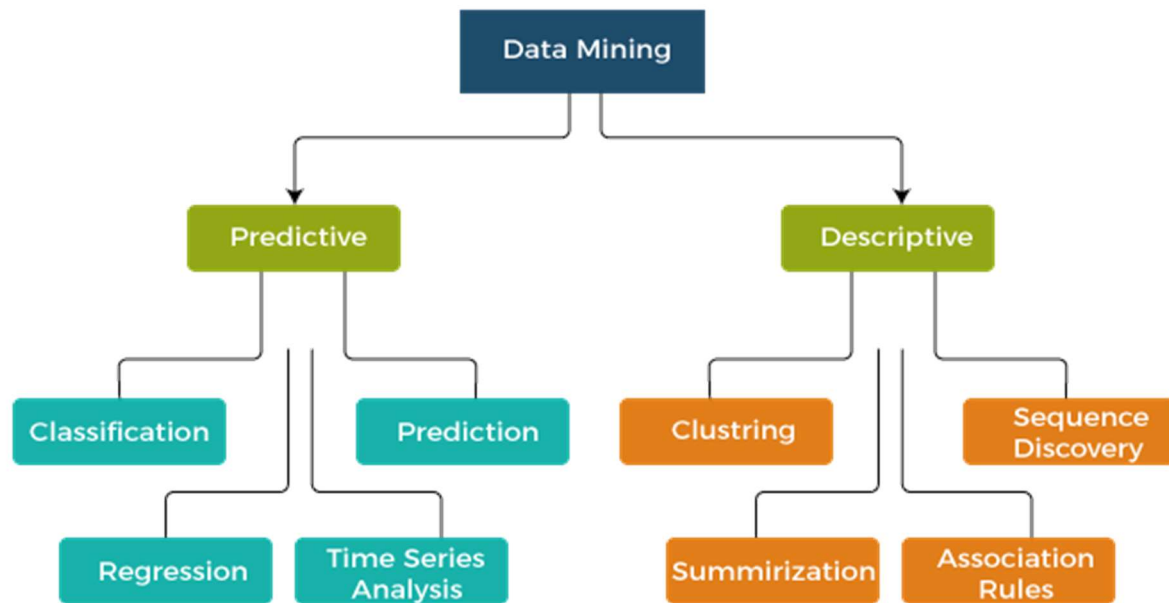 Data Mining
Predictive
Descriptive
Classification
Prediction
Clustring
Sequence
Discovery
Regression
Time Series
Analysis
Summirization
Association
Rules